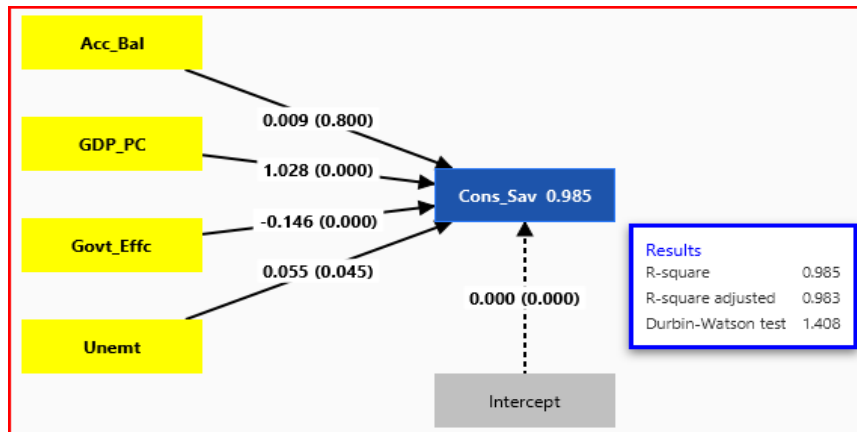 Acc_Bal
0.009 (0.800)
GDP_PC
1.028 (0.000)
Cons_Sav 0.985
Govt_Effc
-0.146 (0.000)
0.055 (0.045)
Unemt
0.000 (0.000)
Intercept
Results
R-square 0.985
R-square adjusted 0.983
Durbin-Watson test 1.408